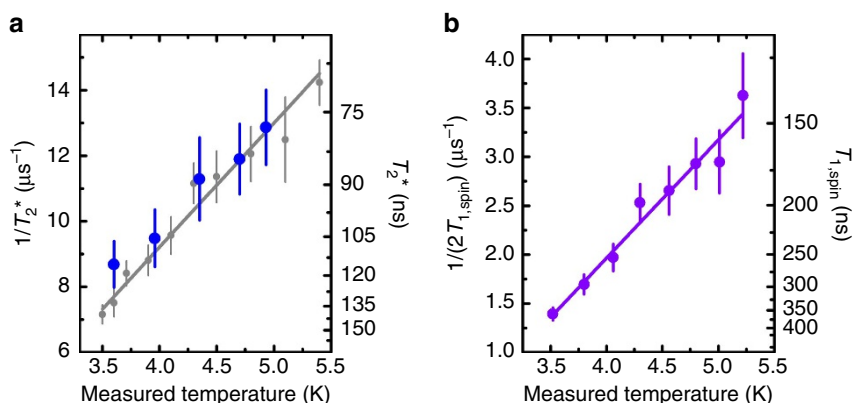 a
14
12
10
8
6
1/T₂* (μs⁻¹)
75
90
105
120
135
150
T₂* (ns)
3.5 4.0 4.5 5.0 5.5
Measured temperature (K)
b
4.0
3.5
3.0
2.5
2.0
1.5
1.0
1/(2T₁,spin) (μs⁻¹)
150
200
250
300
350
400
T₁,spin (ns)
3.5 4.0 4.5 5.0 5.5
Measured temperature (K)